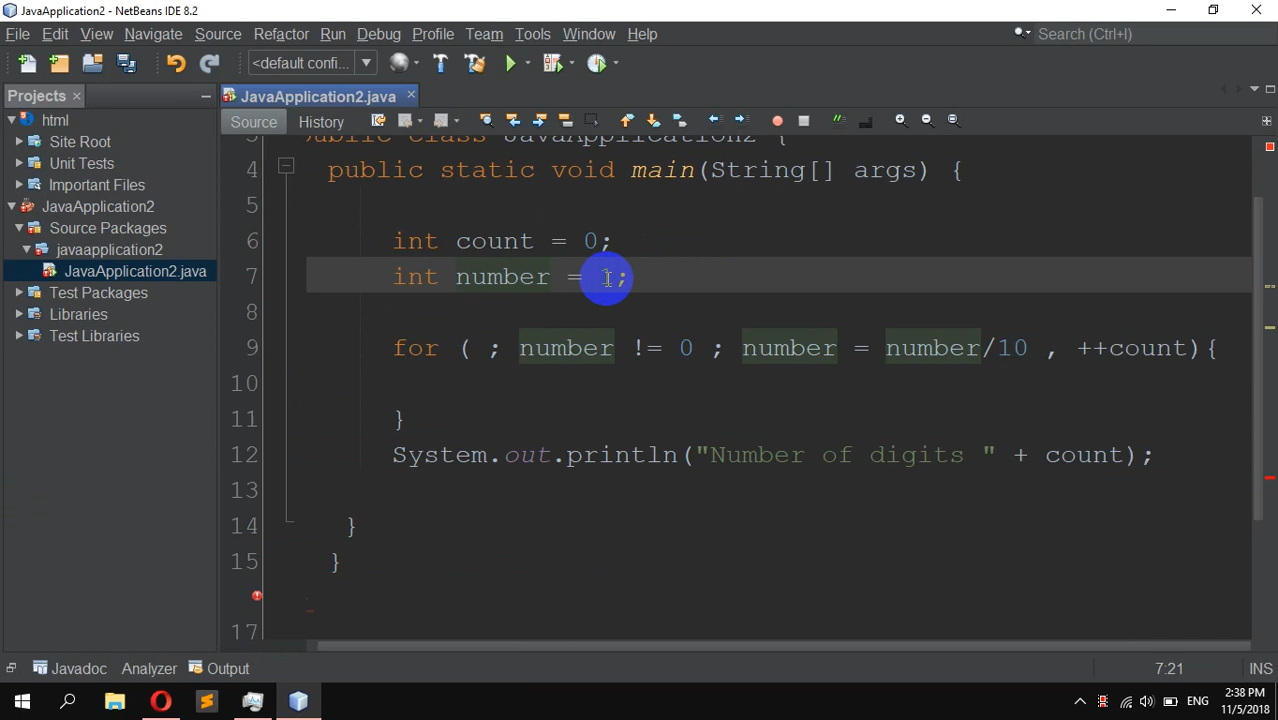 JavaApplication2 - NetBeans IDE 8.2
File Edit View Navigate Source Refactor Run Debug Profile Team Tools Window Help
Search (Ctrl+I)
<default confi...
Projects
JavaApplication2.java
Source History
html
Site Root
Unit Tests
Important Files
JavaApplication2
Source Packages
javaapplication2
JavaApplication2.java
Test Packages
Libraries
Test Libraries
3 public class JavaApplication2 {
4 public static void main(String[] args) {
5
6 int count = 0;
7 int number = 1;
8
9 for ( ; number != 0 ; number = number/10 , ++count){
10
11 }
12 System.out.println("Number of digits " + count);
13
14 }
15 }
17
Javadoc Analyzer Output
7:21 INS
ENG
2:38 PM
11/5/2018